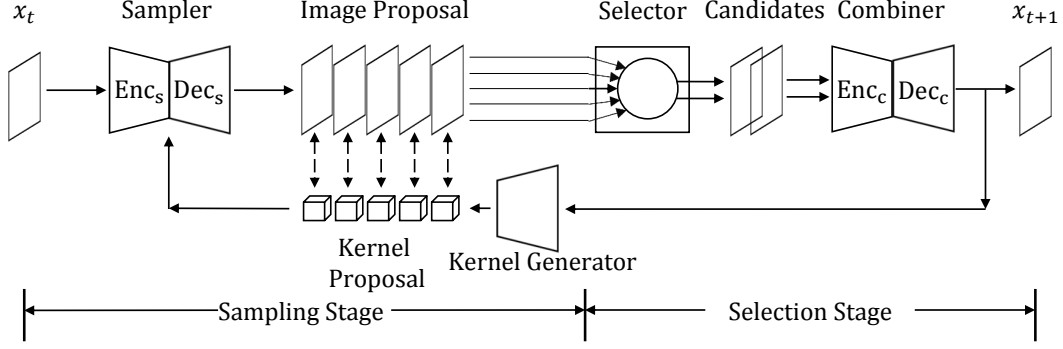 x_t Sampler Image Proposal Selector Candidates Combiner x_{t+1}
Enc_s Dec_s Enc_c Dec_c
Kernel
Proposal
Kernel Generator
Sampling Stage Selection Stage